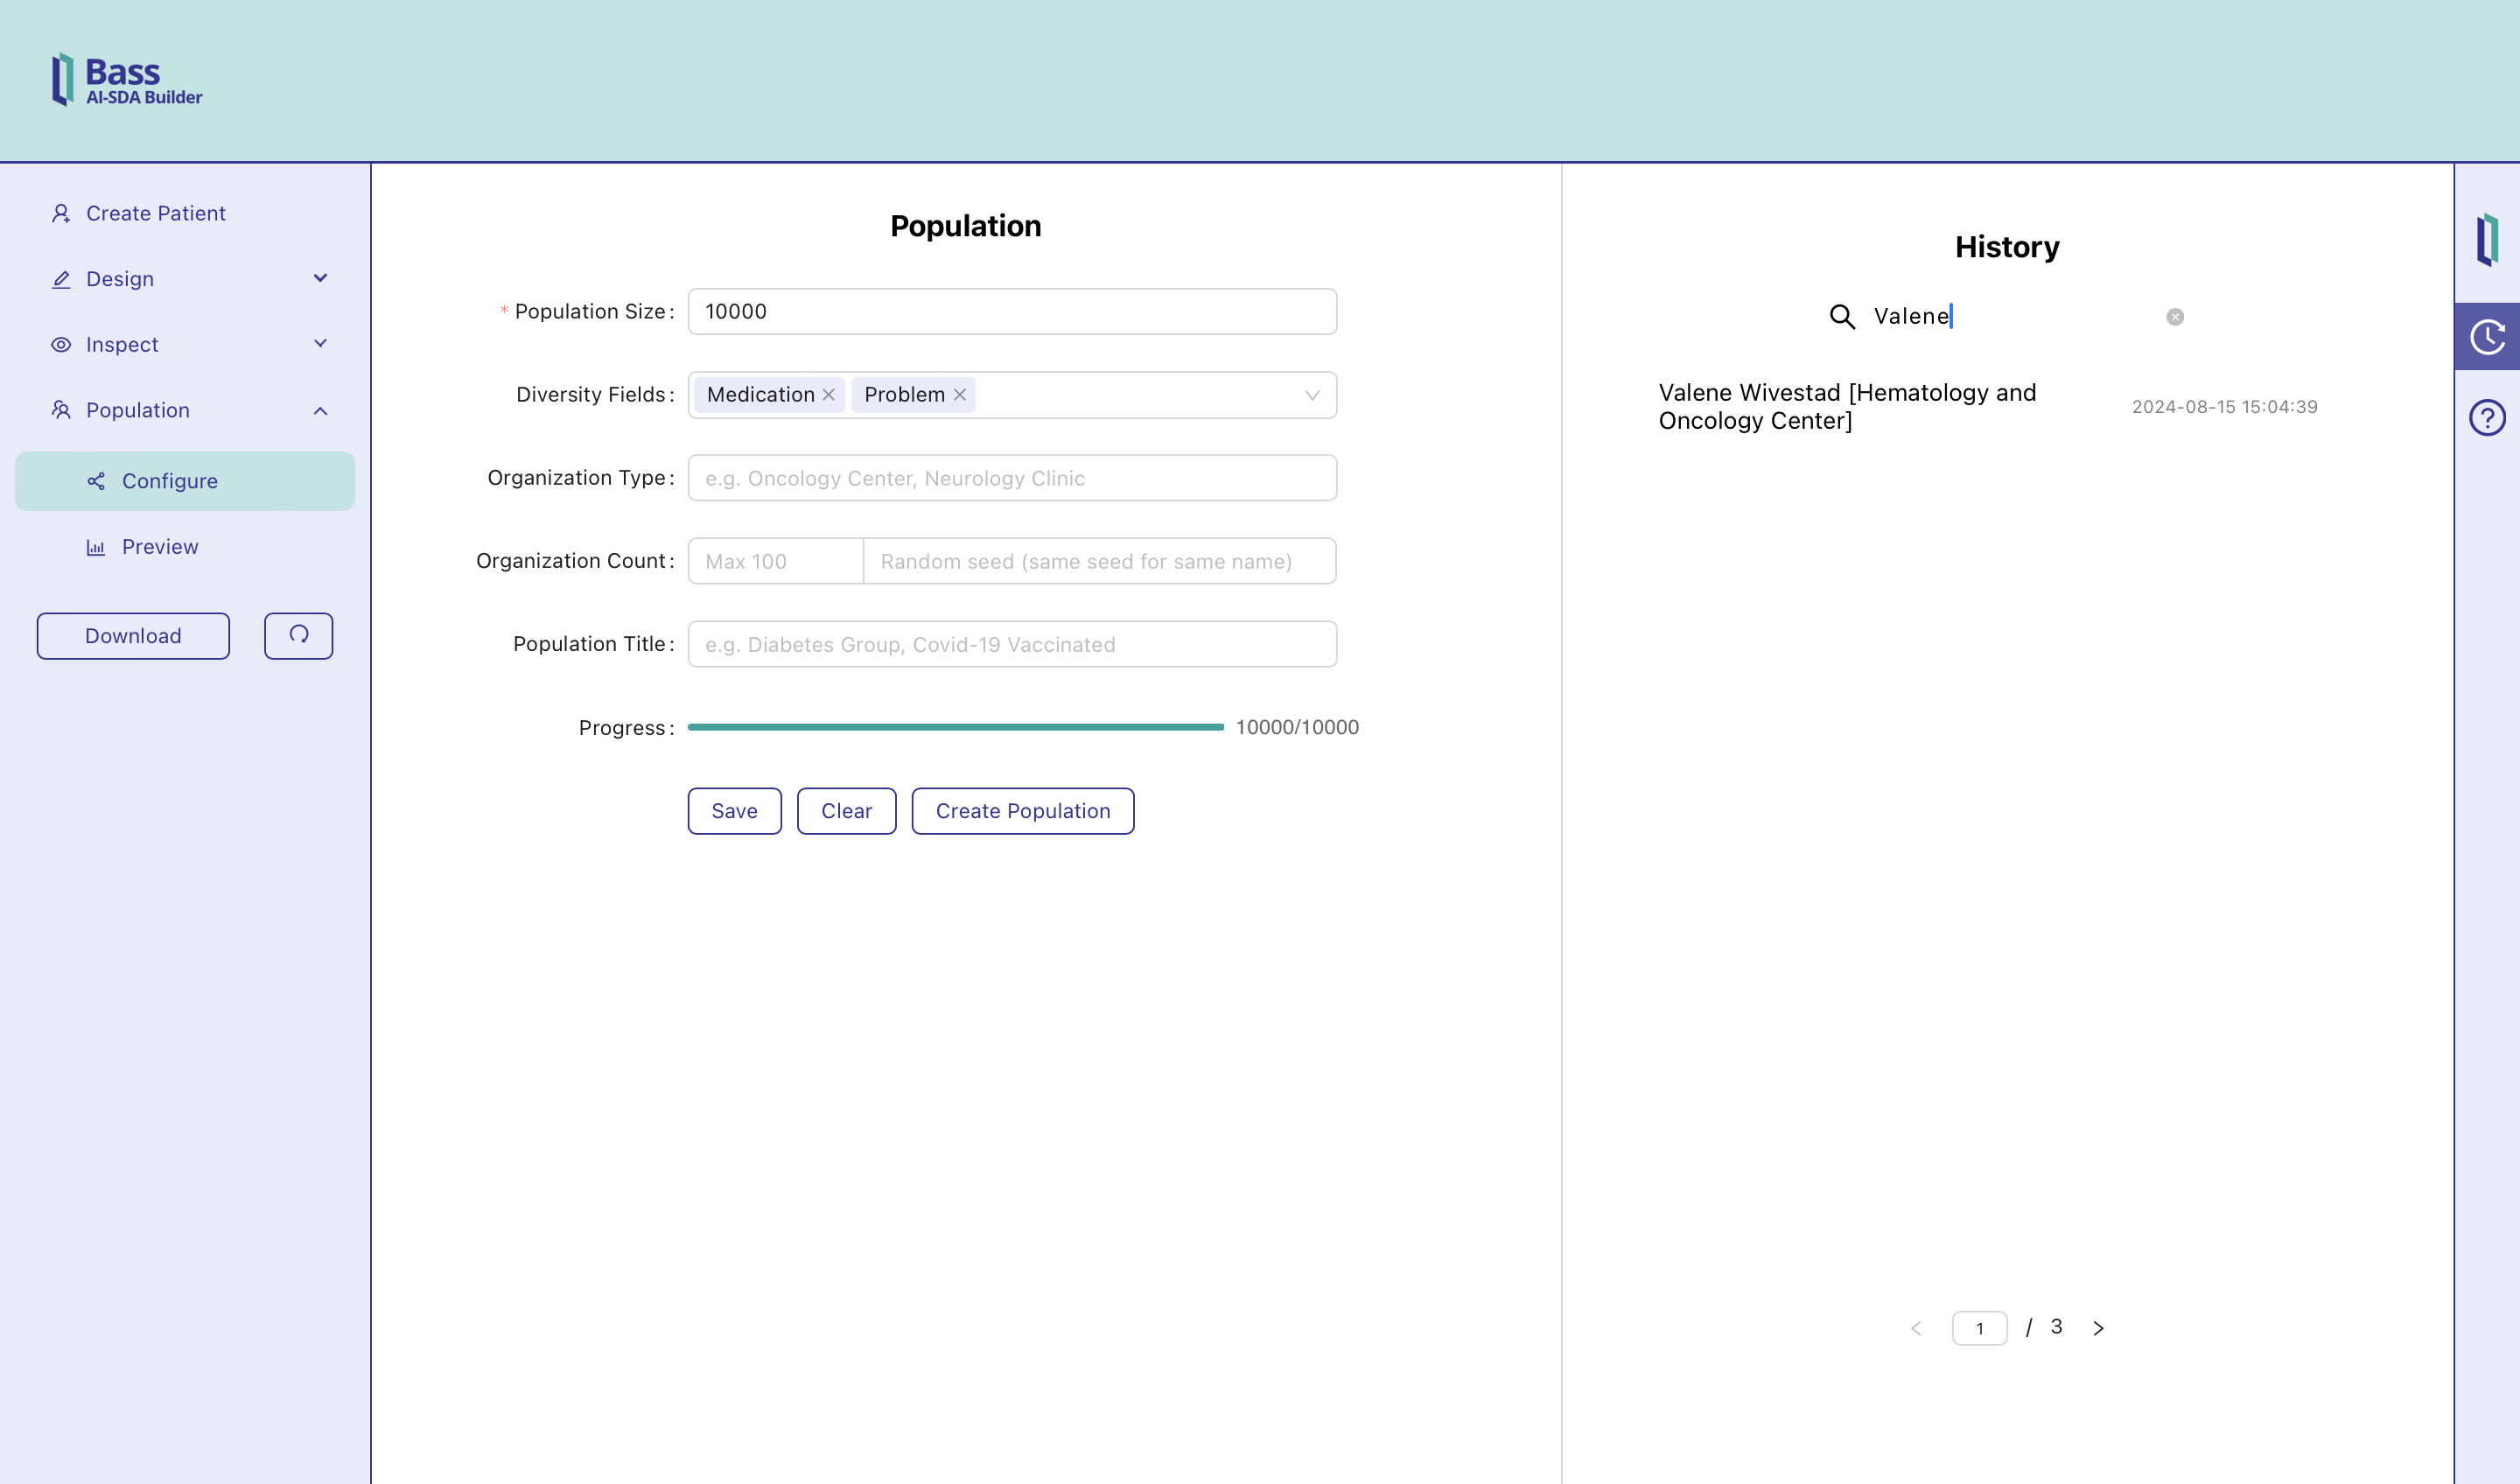 Bass
AI-SDA Builder
Create Patient
Design
Inspect
Population
Configure
Preview
Download
Population
* Population Size: 10000
Diversity Fields: Medication Problem
Organization Type: e.g. Oncology Center, Neurology Clinic
Organization Count: Max 100 Random seed (same seed for same name)
Population Title: e.g. Diabetes Group, Covid-19 Vaccinated
Progress: 10000/10000
Save Clear Create Population
History
Valene
Valene Wivestad [Hematology and
Oncology Center]
2024-08-15 15:04:39
< 1 / 3 >